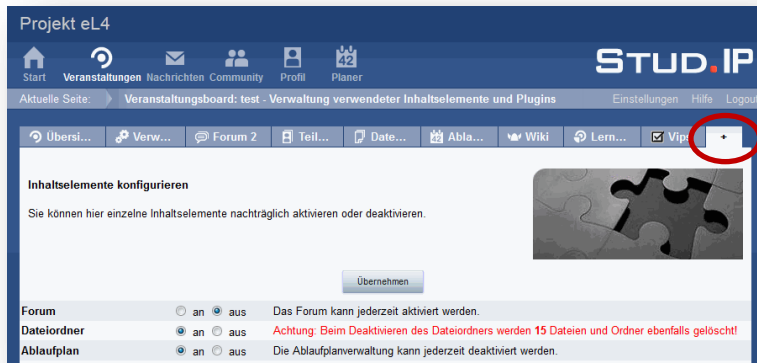 Projekt eL4
42
STUD.IP
Start Veranstaltungen Nachrichten Community Profil Planer
Aktuelle Seite: Veranstaltungsboard: test - Verwaltung verwendeter Inhaltselemente und Plugins Einstellungen Hilfe Logout
Übersi... Verw... Forum 2 Teil... Date... 42 Abla... Wiki Lern... Vips +
Inhaltselemente konfigurieren
Sie können hier einzelne Inhaltselemente nachträglich aktivieren oder deaktivieren.
Übernehmen
Forum an aus Das Forum kann jederzeit aktiviert werden.
Dateiordner an aus Achtung: Beim Deaktivieren des Dateiordners werden 15 Dateien und Ordner ebenfalls gelöscht!
Ablaufplan an aus Die Ablaufplanverwaltung kann jederzeit deaktiviert werden.